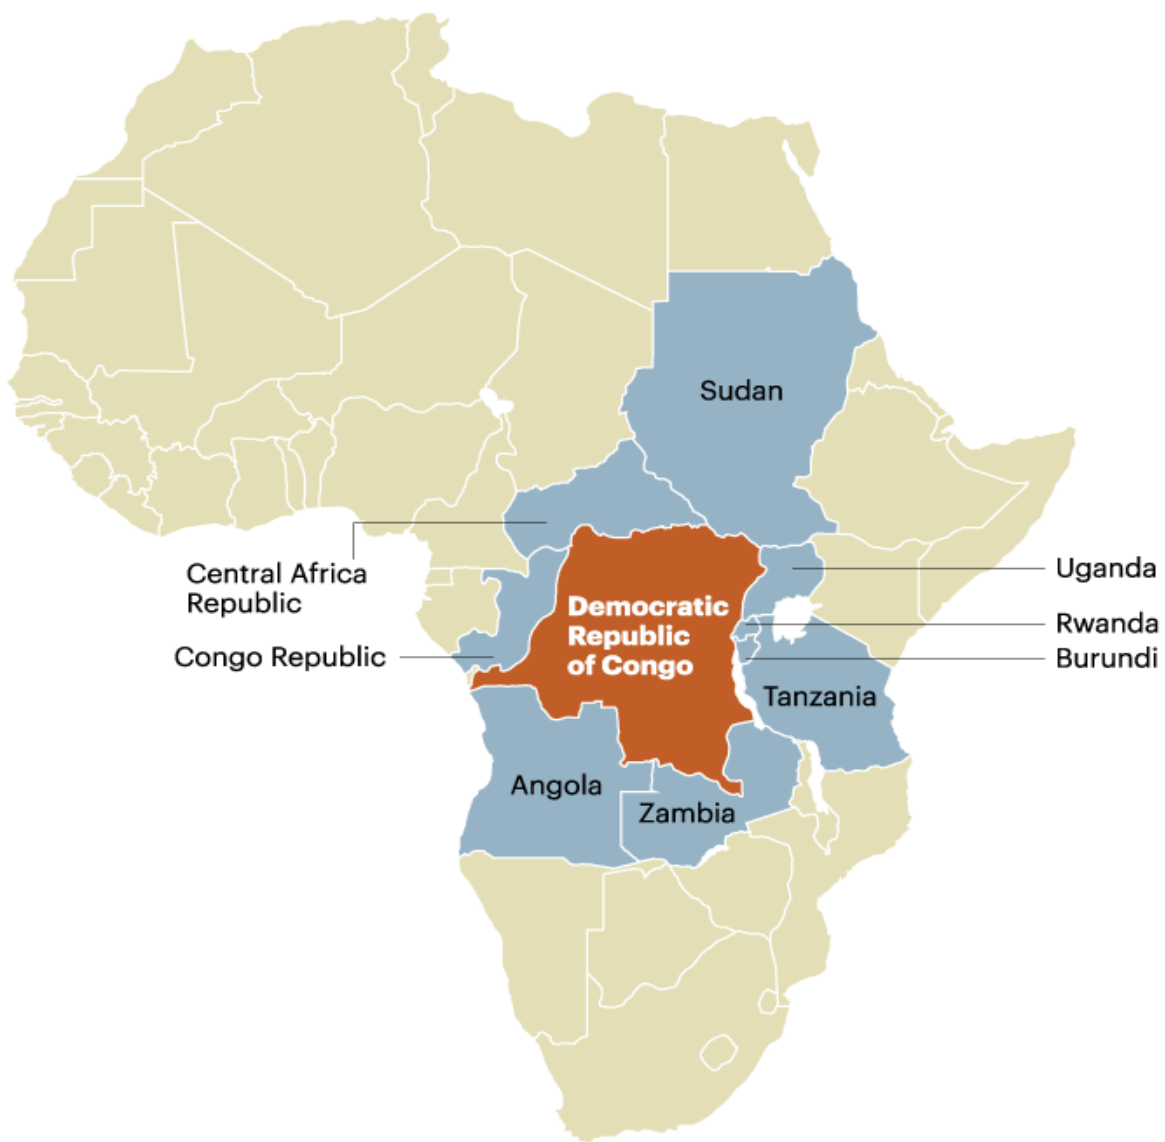 Sudan
Central Africa
Republic
Uganda
Democratic
Republic
of Congo
Rwanda
Congo Republic
Burundi
Tanzania
Angola
Zambia